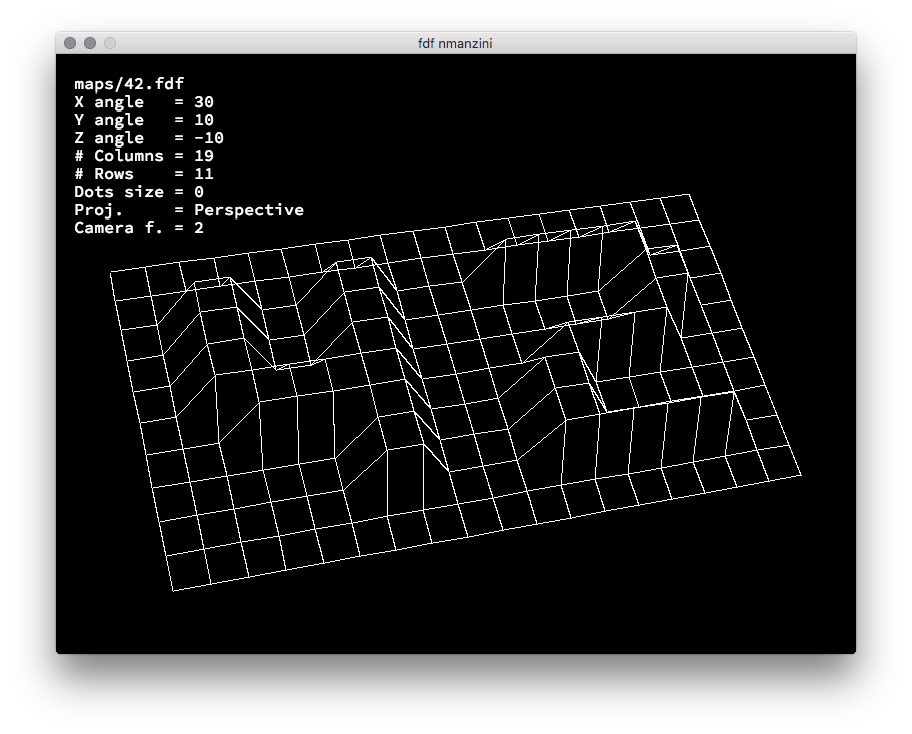 fdf nmanzini
maps/42.fdf
X angle   = 30
Y angle   = 10
Z angle   = -10
# Columns = 19
# Rows    = 11
Dots size = 0
Proj.     = Perspective
Camera f. = 2